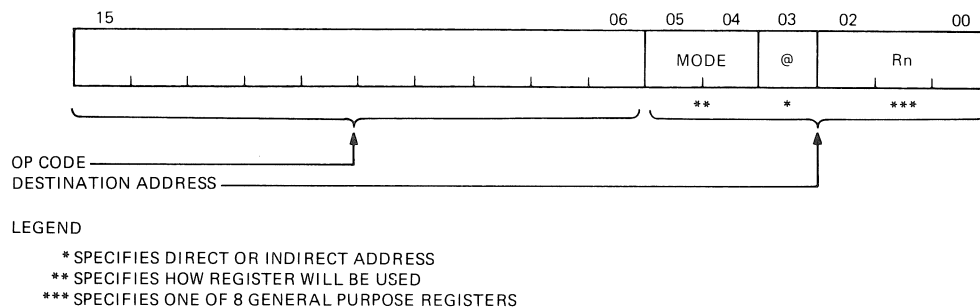 15 06 05 04 03 02 00
MODE @ Rn
** * ***
OP CODE
DESTINATION ADDRESS
LEGEND
* SPECIFIES DIRECT OR INDIRECT ADDRESS
** SPECIFIES HOW REGISTER WILL BE USED
*** SPECIFIES ONE OF 8 GENERAL PURPOSE REGISTERS